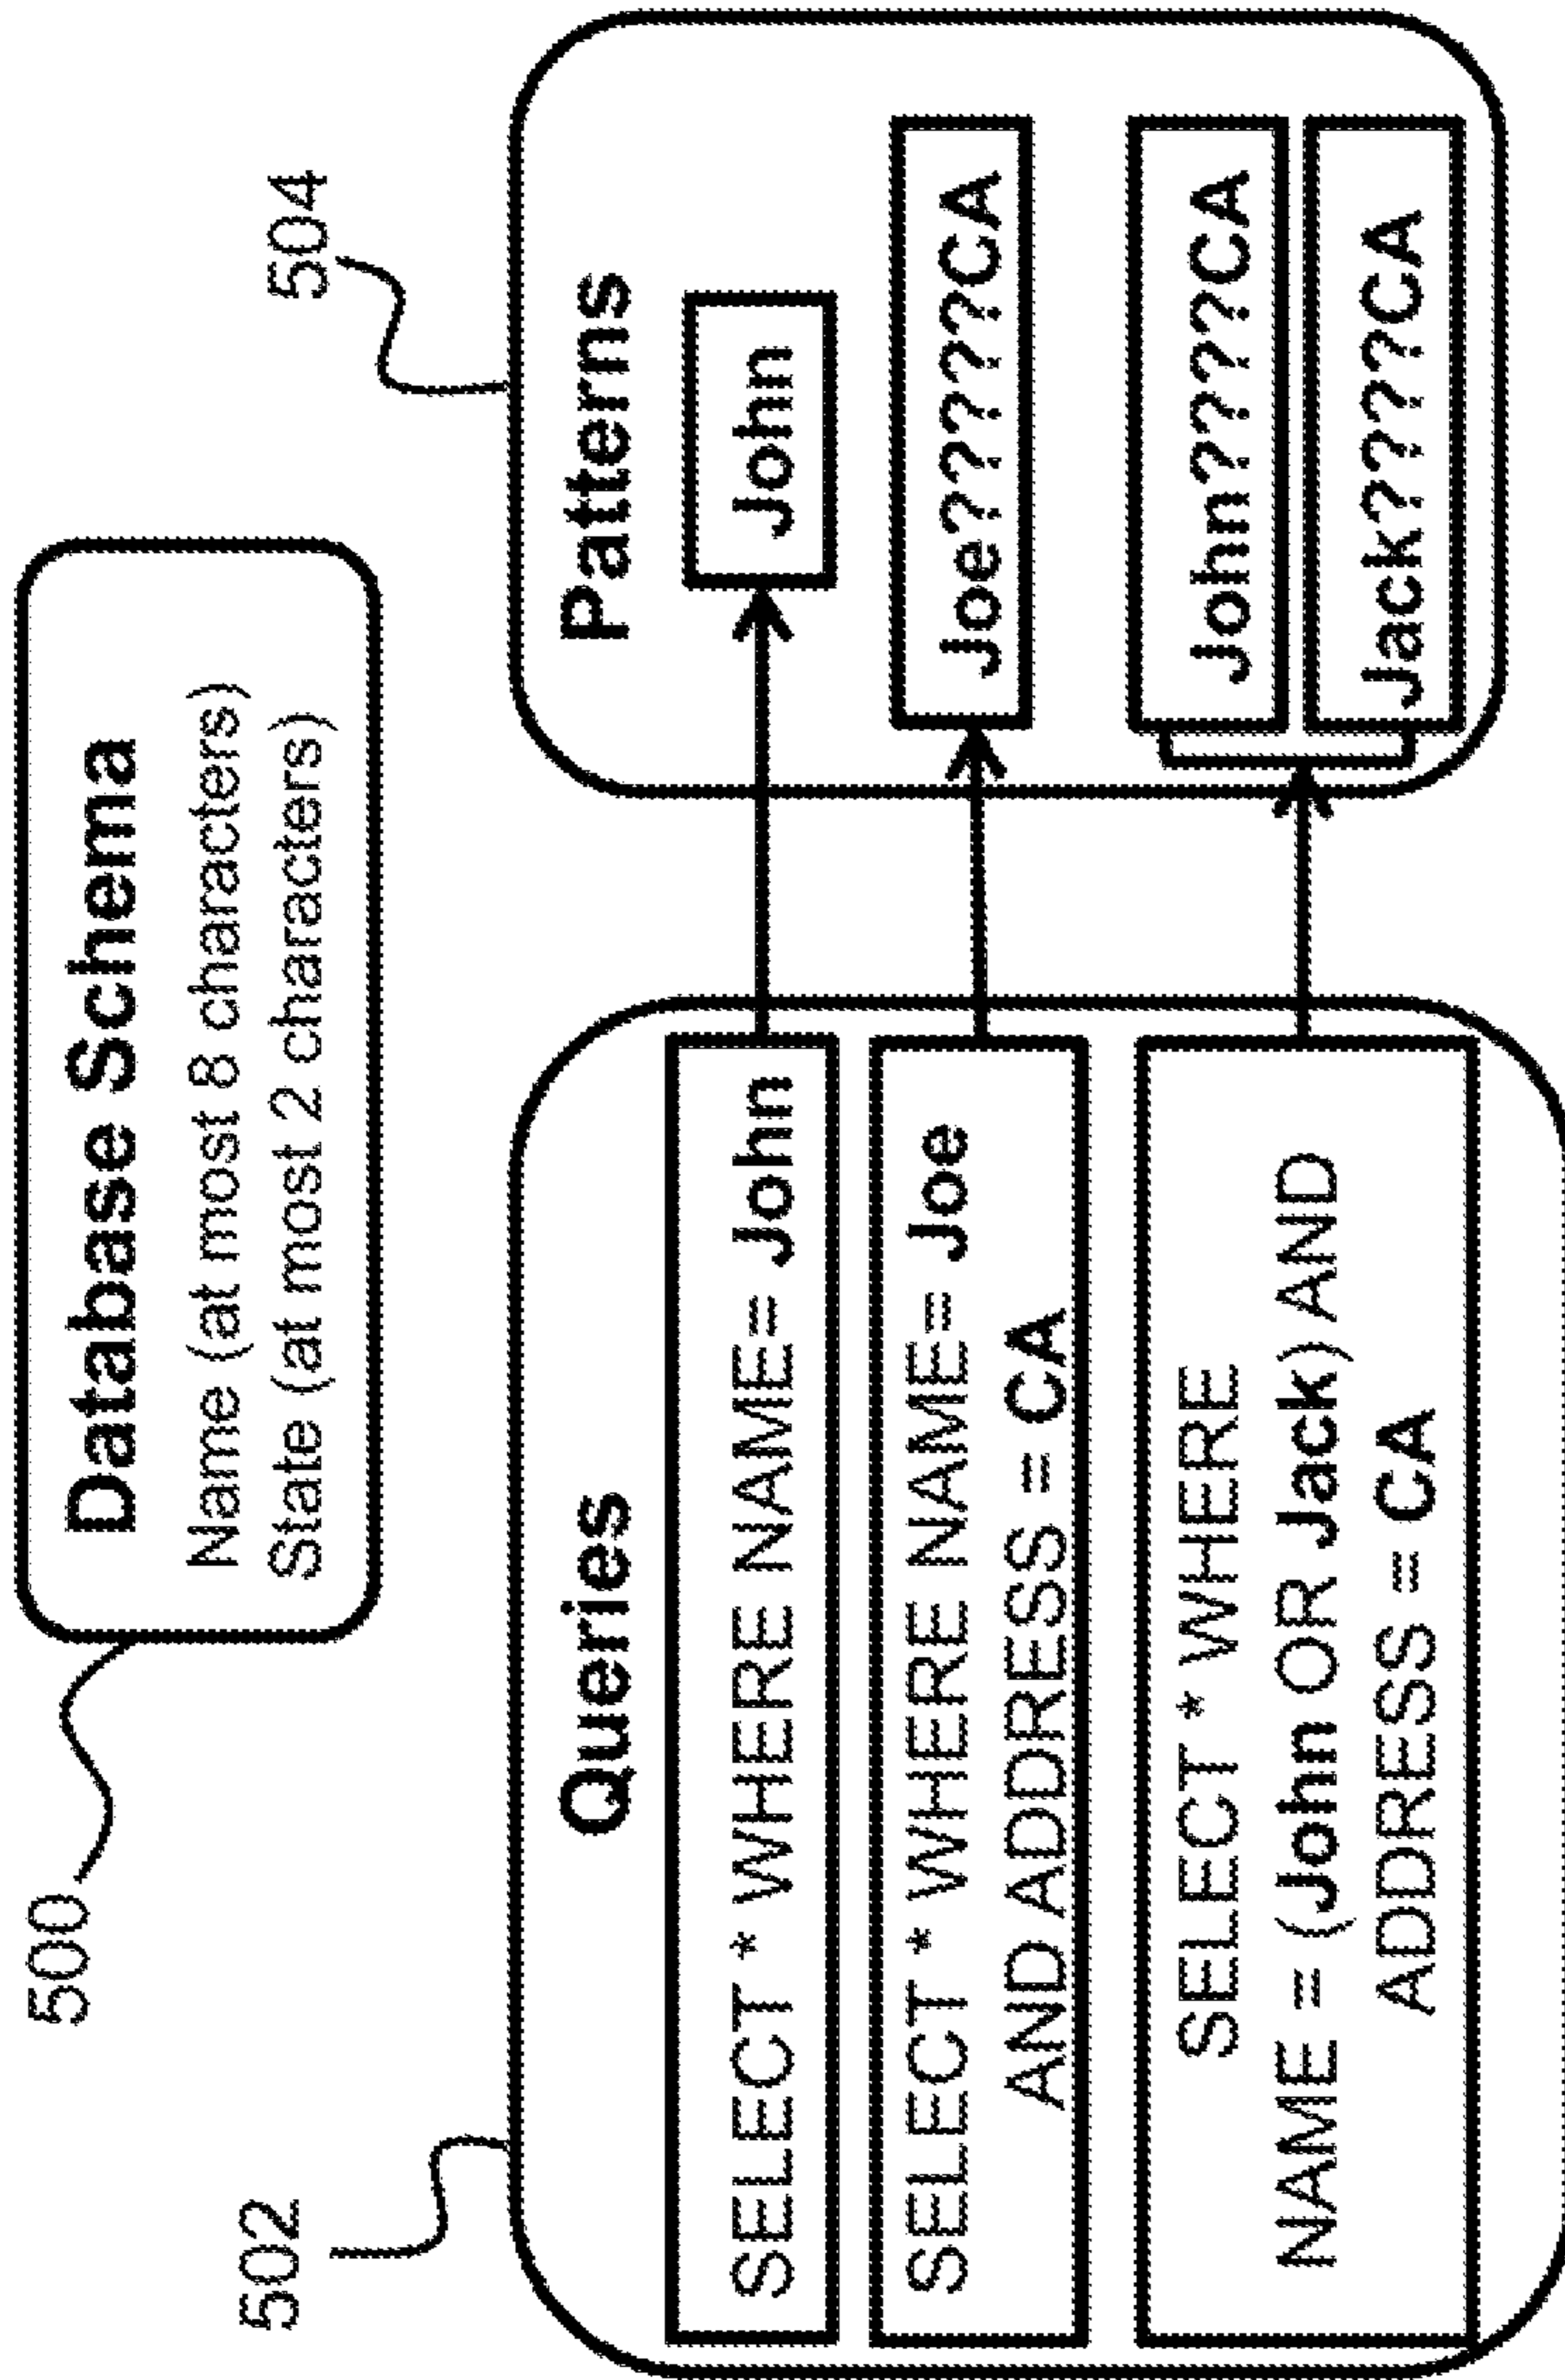 500
Database Schema
Name (at most 8 characters)
State (at most 2 characters)
502
Queries
SELECT * WHERE NAME= John
SELECT * WHERE NAME= Joe
AND ADDRESS = CA
SELECT * WHERE
NAME = (John OR Jack) AND
ADDRESS = CA
504
Patterns
John
Joe?????CA
John????CA
Jack????CA